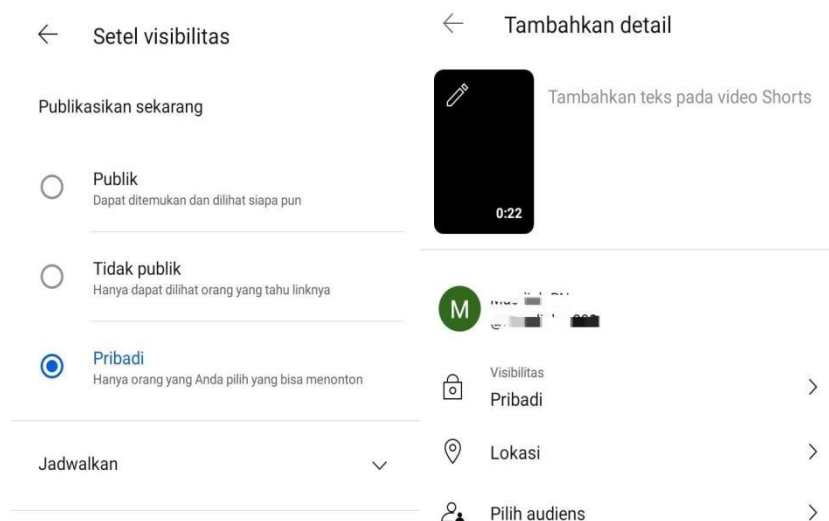 Setel visibilitas
Publikasikan sekarang
Publik
Dapat ditemukan dan dilihat siapa pun
Tidak publik
Hanya dapat dilihat orang yang tahu linknya
Pribadi
Hanya orang yang Anda pilih yang bisa menonton
Jadwalkan
Tambahkan detail
Tambahkan teks pada video Shorts
0:22
M
Visibilitas
Pribadi
Lokasi
Pilih audiens